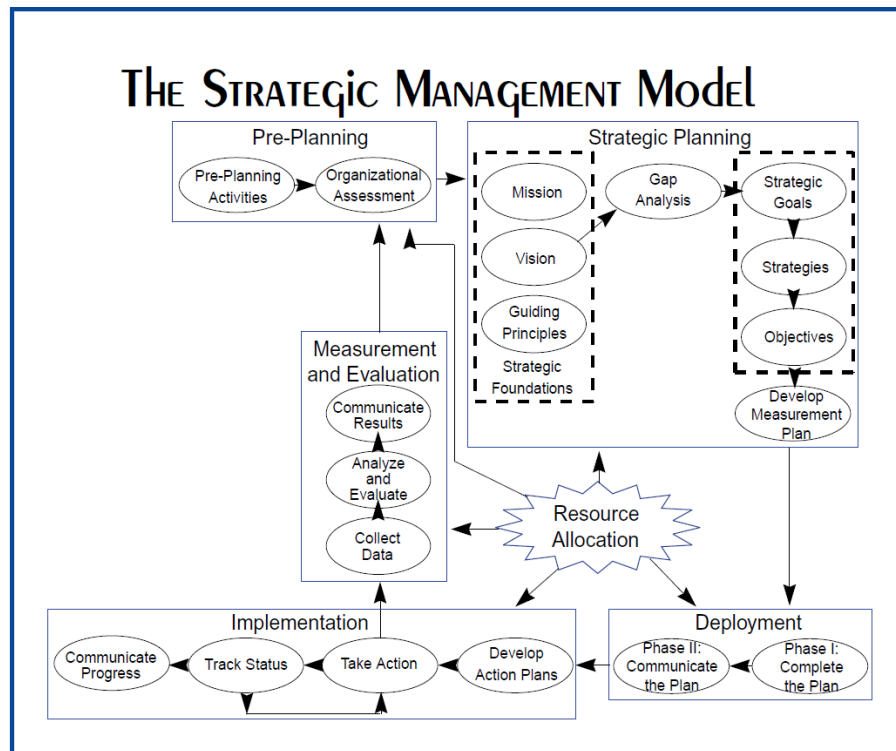 The Strategic Management Model
Pre-Planning
Pre-Planning
Activities
Organizational
Assessment
Strategic Planning
Mission
Vision
Guiding
Principles
Strategic
Foundations
Gap
Analysis
Strategic
Goals
Strategies
Objectives
Develop
Measurement
Plan
Measurement
and Evaluation
Communicate
Results
Analyze
and
Evaluate
Collect
Data
Resource
Allocation
Implementation
Communicate
Progress
Track Status
Take Action
Develop
Action Plans
Deployment
Phase II:
Communicate
the Plan
Phase I:
Complete
the Plan